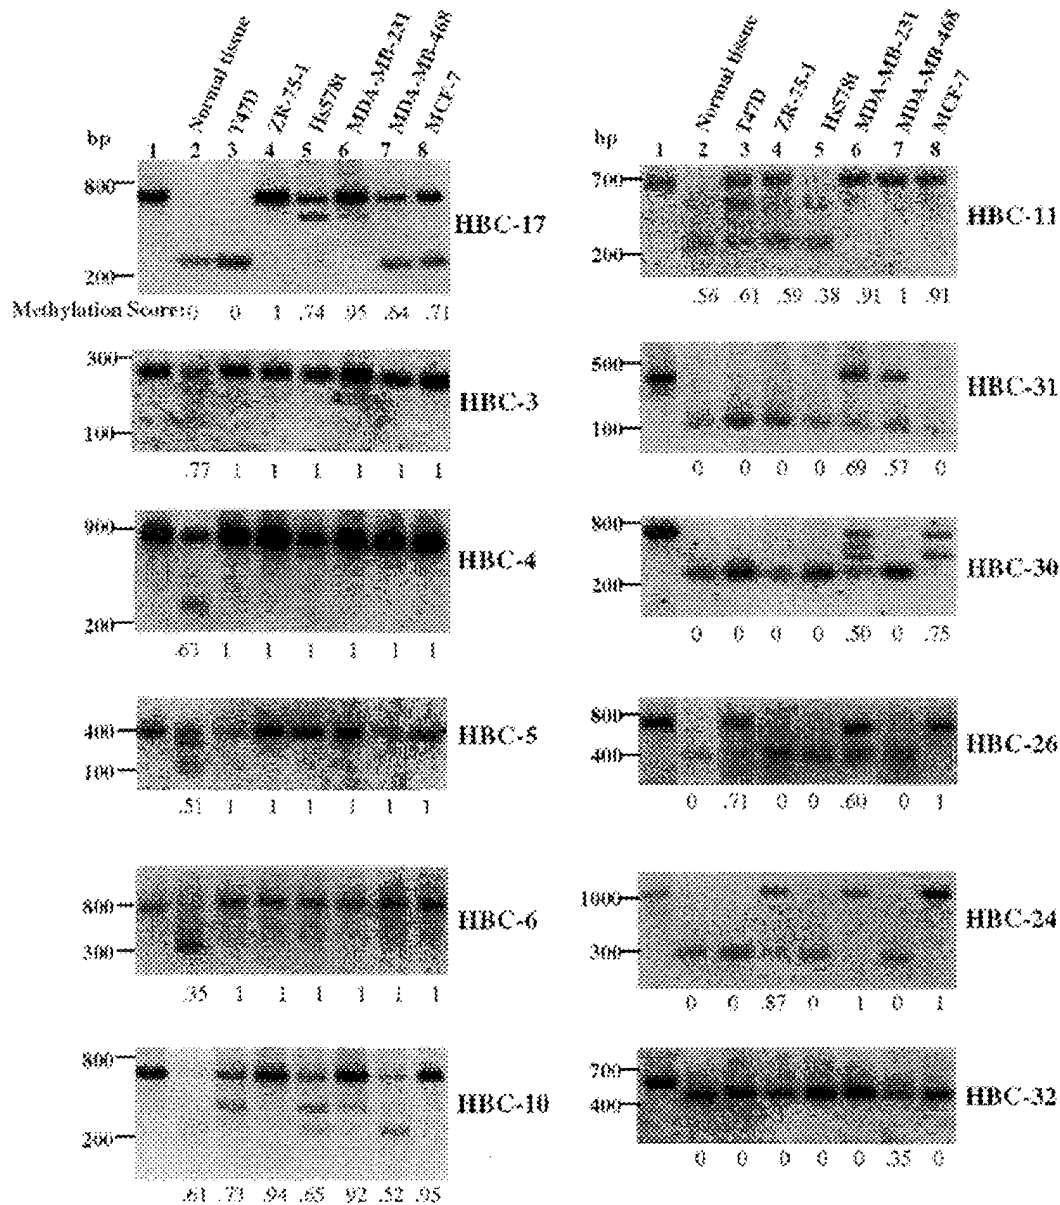 Normal tissue
T47D
ZR-75-1
Hs578t
MDA-MB-231
MDA-MB-468
MCF-7
bp
1 2 3 4 5 6 7 8
800
200
HBC-17
Methylation Score: 0 0 1 .74 .95 .64 .71
300
100
HBC-3
.77 1 1 1 1 1 1
900
200
HBC-4
.63 1 1 1 1 1 1
400
100
HBC-5
.51 1 1 1 1 1 1
800
300
HBC-6
.35 1 1 1 1 1 1
800
200
HBC-10
.61 .73 .94 .65 .92 .52 .95
Normal tissue
T47D
ZR-75-1
Hs578t
MDA-MB-231
MDA-MB-468
MCF-7
bp
1 2 3 4 5 6 7 8
700
200
HBC-11
.56 .61 .59 .38 .91 1 .91
500
100
HBC-31
0 0 0 0 .69 .57 0
800
200
HBC-30
0 0 0 0 .50 0 .75
800
400
HBC-26
0 .71 0 0 .60 0 1
1000
300
HBC-24
0 0 .87 0 1 0 1
700
400
HBC-32
0 0 0 0 0 .35 0